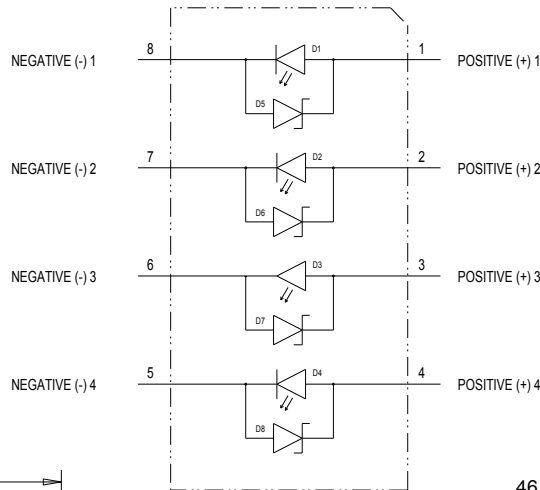 NEGATIVE (-) 1 8 D1 1 POSITIVE (+) 1
D5
NEGATIVE (-) 2 7 D2 2 POSITIVE (+) 2
D6
NEGATIVE (-) 3 6 D3 3 POSITIVE (+) 3
D7
NEGATIVE (-) 4 5 D4 4 POSITIVE (+) 4
D8
46